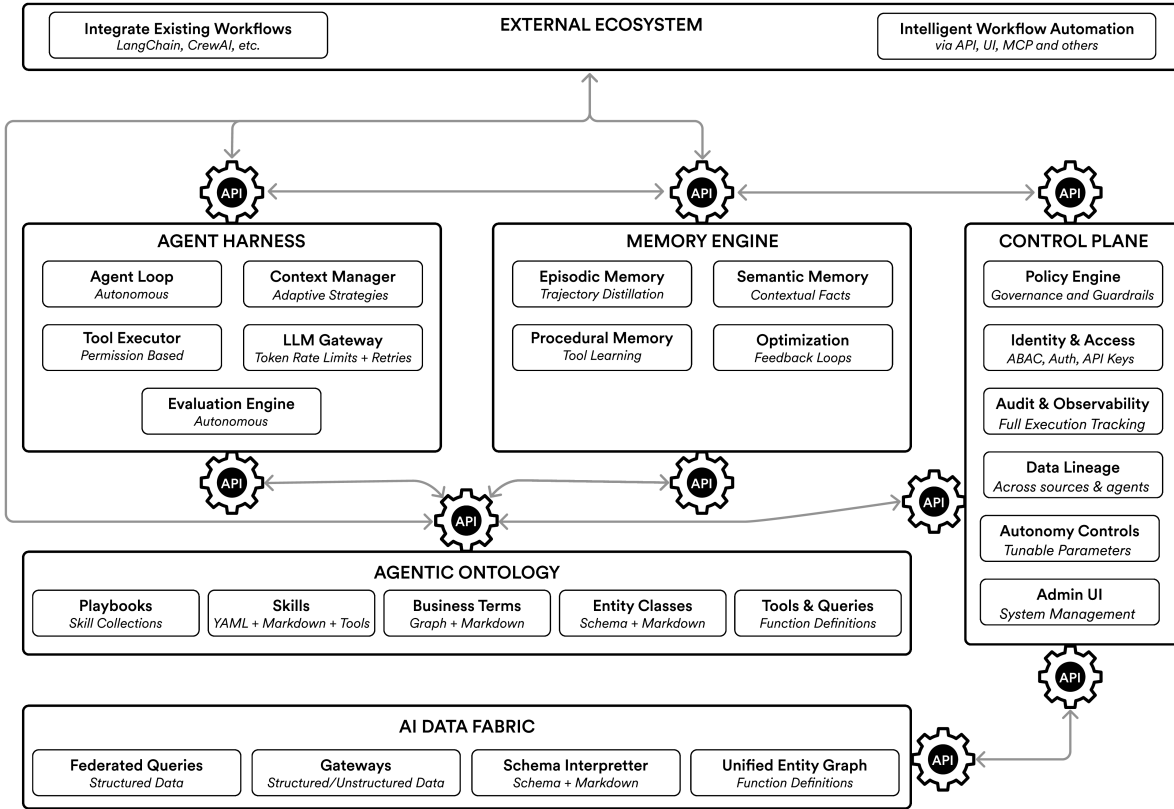 EXTERNAL ECOSYSTEM
Integrate Existing Workflows
LangChain, CrewAI, etc.
Intelligent Workflow Automation
via API, UI, MCP and others
API
API
API
AGENT HARNESS
Agent Loop
Autonomous
Context Manager
Adaptive Strategies
Tool Executor
Permission Based
LLM Gateway
Token Rate Limits + Retries
Evaluation Engine
Autonomous
MEMORY ENGINE
Episodic Memory
Trajectory Distillation
Semantic Memory
Contextual Facts
Procedural Memory
Tool Learning
Optimization
Feedback Loops
CONTROL PLANE
Policy Engine
Governance and Guardrails
Identity & Access
ABAC, Auth, API Keys
Audit & Observability
Full Execution Tracking
Data Lineage
Across sources & agents
Autonomy Controls
Tunable Parameters
Admin UI
System Management
API
API
API
API
AGENTIC ONTOLOGY
Playbooks
Skill Collections
Skills
YAML + Markdown + Tools
Business Terms
Graph + Markdown
Entity Classes
Schema + Markdown
Tools & Queries
Function Definitions
API
AI DATA FABRIC
Federated Queries
Structured Data
Gateways
Structured/Unstructured Data
Schema Interpretter
Schema + Markdown
Unified Entity Graph
Function Definitions
API